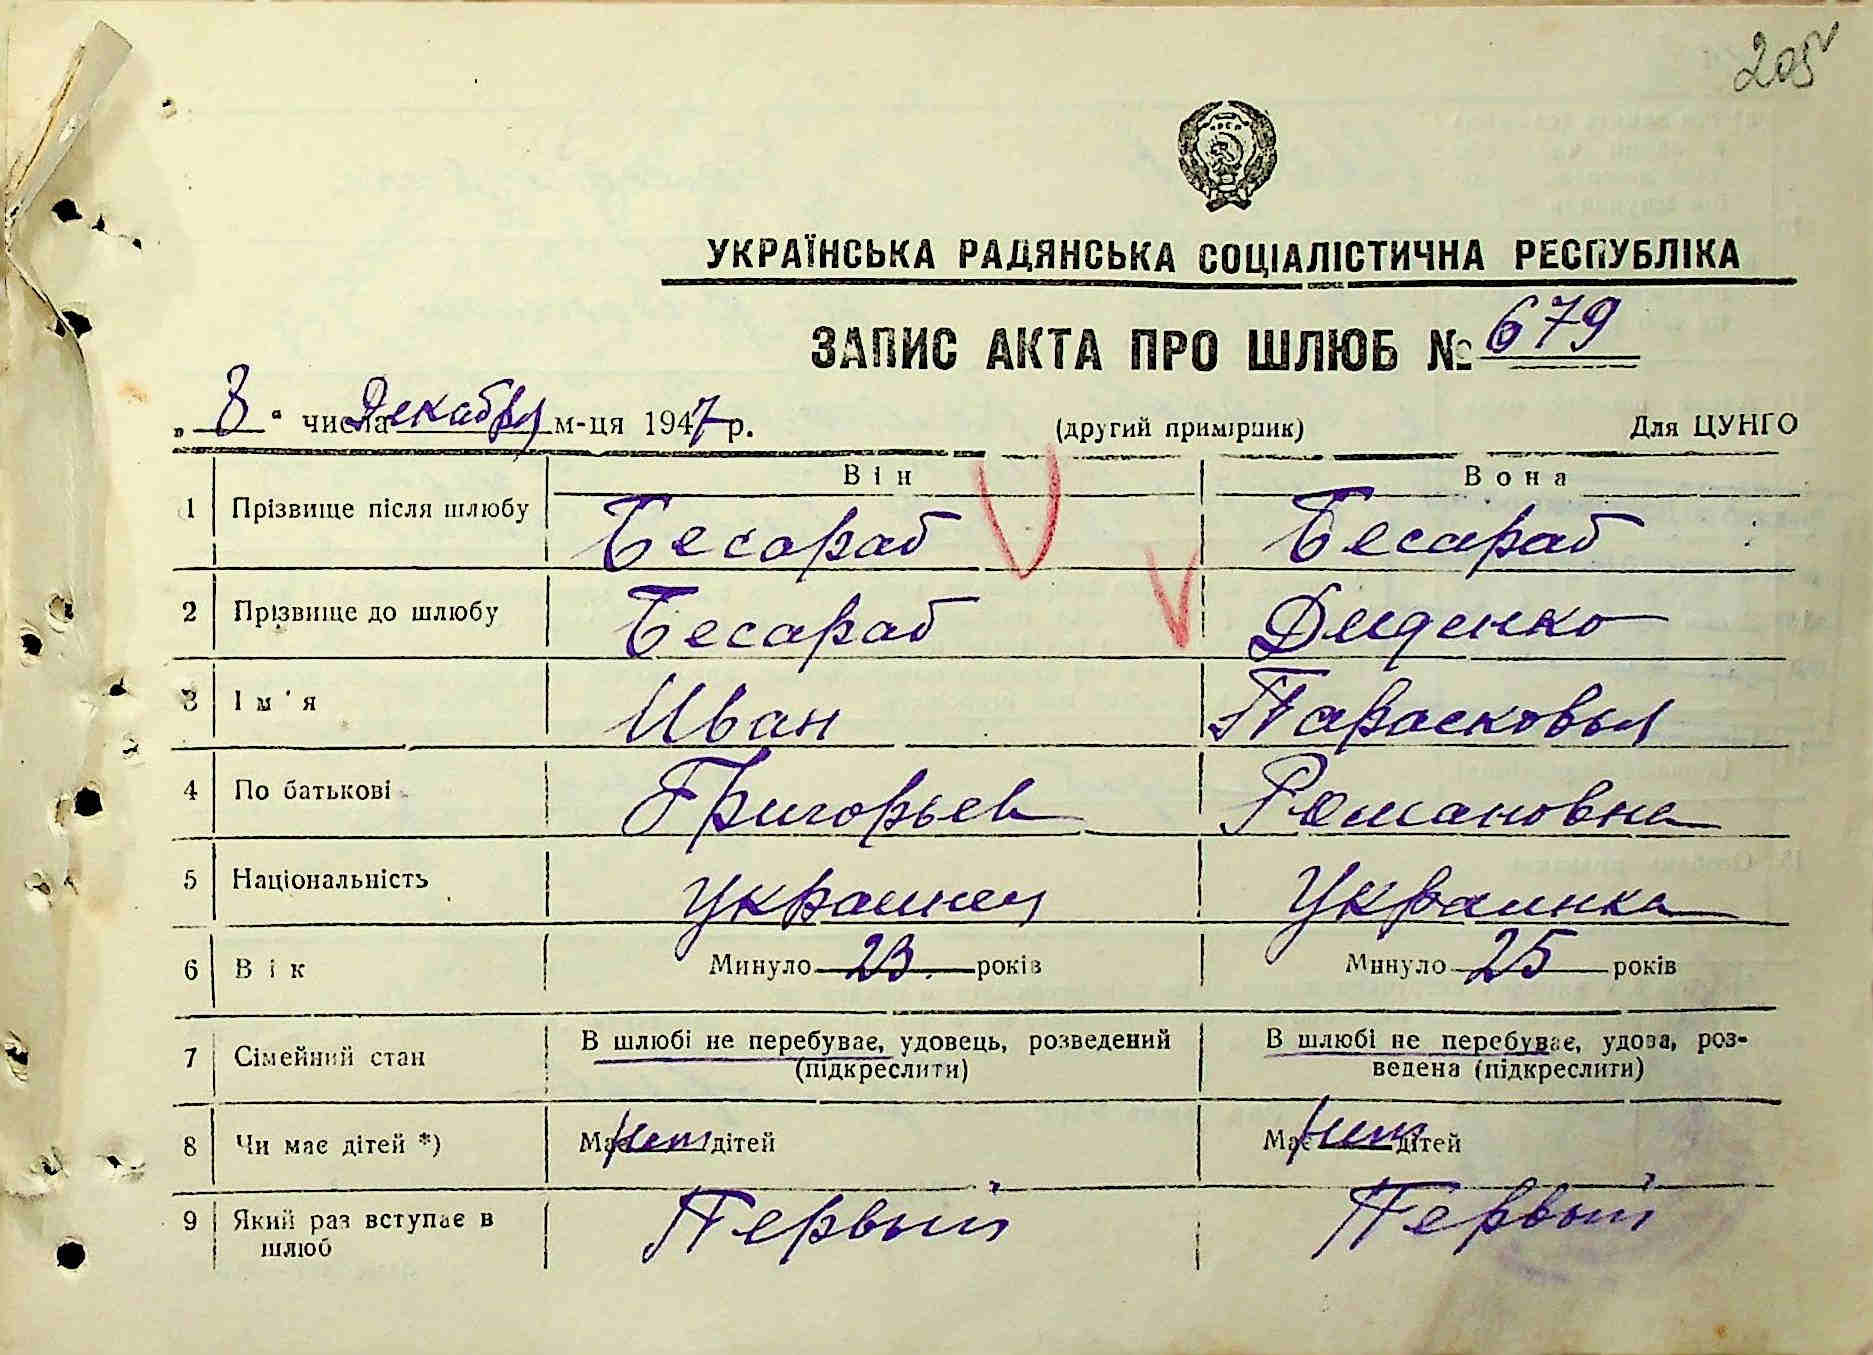 205
УКРАЇНСЬКА РАДЯНСЬКА СОЦІАЛІСТИЧНА РЕСПУБЛІКА
ЗАПИС АКТА ПРО ШЛЮБ № 679
„8“ числа Декабря м-ця 1947 р. (другий примірник) Для ЦУНГО
Він Вона
1 Прізвище після шлюбу Бесараб Бесараб
2 Прізвище до шлюбу Бесараб Диденко
3 Ім'я Иван Парасковья
4 По батькові Григорьев Романовна
5 Національність украинец Украинка
6 Вік Минуло 23 років Минуло 25 років
7 Сімейний стан В шлюбі не перебуває, удовець, розведений В шлюбі не перебуває, удова, роз-
(підкреслити) ведена (підкреслити)
8 Чи має дітей *) Має нет дітей Має нет дітей
9 Який раз вступає в Первый Первый
шлюб